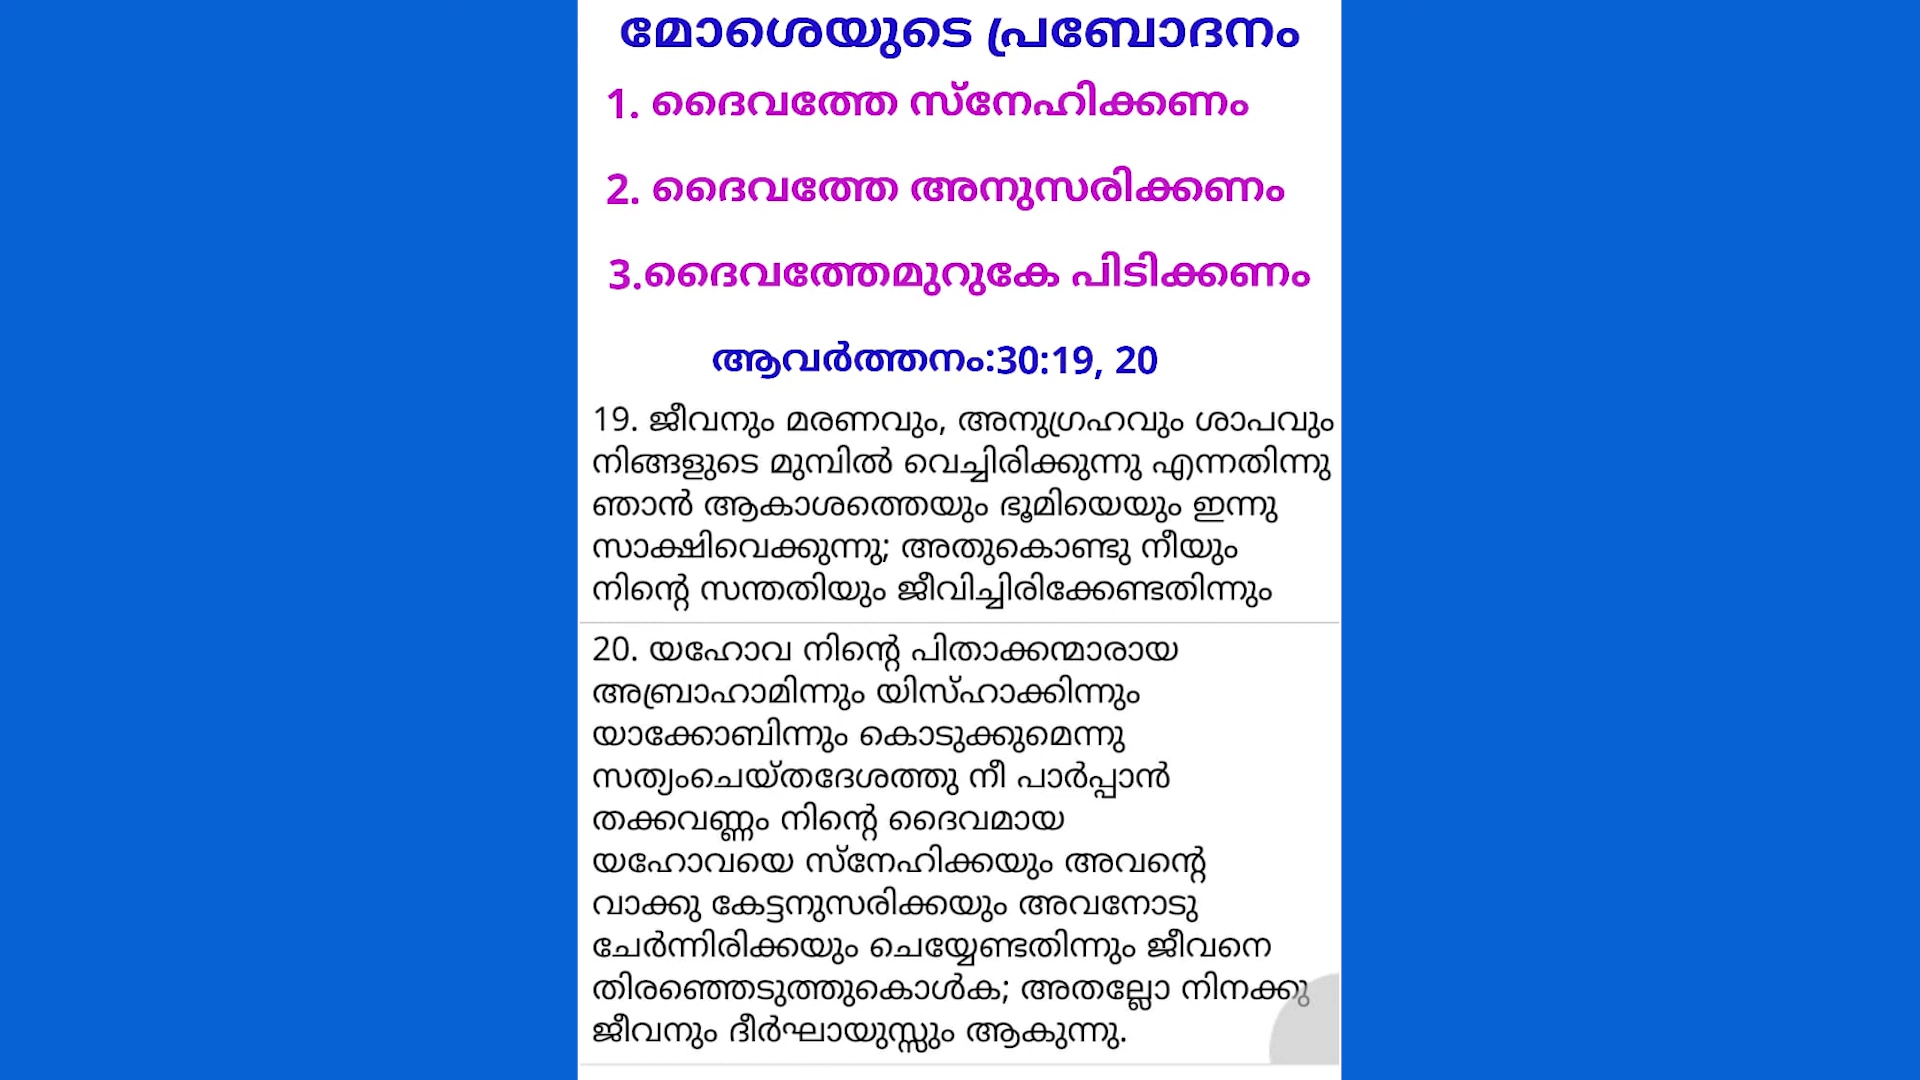 മോശെയുടെ പ്രബോദനം
1. ദൈവത്തേ സ്നേഹിക്കണം
2. ദൈവത്തേ അനുസരിക്കണം
3.ദൈവത്തേമുറുകേ പിടിക്കണം
ആവർത്തനം:30:19, 20
19. ജീവനും മരണവും, അനുഗ്രഹവും ശാപവും
നിങ്ങളുടെ മുമ്പിൽ വെച്ചിരിക്കുന്നു എന്നതിന്നു
ഞാൻ ആകാശത്തെയും ഭൂമിയെയും ഇന്നു
സാക്ഷിവെക്കുന്നു; അതുകൊണ്ടു നീയും
നിന്റെ സന്തതിയും ജീവിച്ചിരിക്കേണ്ടതിന്നും
20. യഹോവ നിന്റെ പിതാക്കന്മാരായ
അബ്രാഹാമിന്നും യിസ്ഹാക്കിന്നും
യാക്കോബിന്നും കൊടുക്കുമെന്നു
സത്യംചെയ്തദേശത്തു നീ പാർപ്പാൻ
തക്കവണ്ണം നിന്റെ ദൈവമായ
യഹോവയെ സ്നേഹിക്കയും അവന്റെ
വാക്കു കേട്ടനുസരിക്കയും അവനോടു
ചേർന്നിരിക്കയും ചെയ്യേണ്ടതിന്നും ജീവനെ
തിരഞ്ഞെടുത്തുകൊൾക; അതല്ലോ നിനക്കു
ജീവനും ദീർഘായുസ്സും ആകുന്നു.